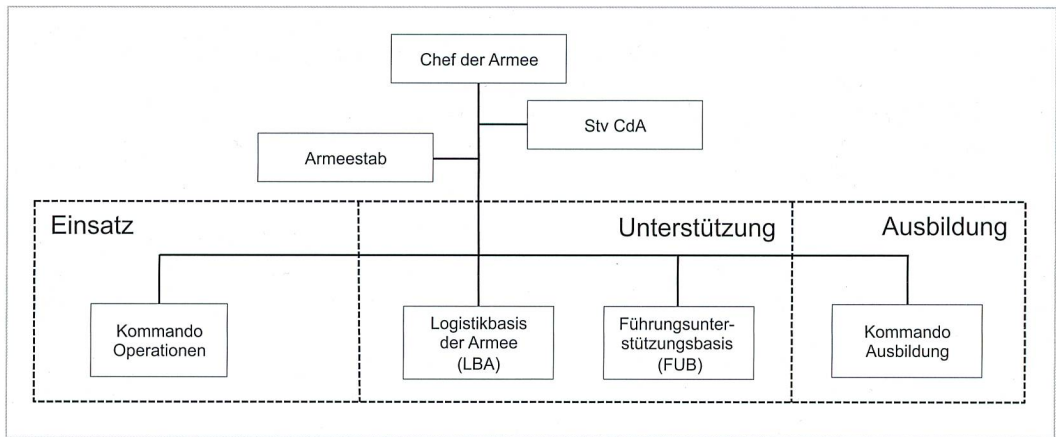 Chef der Armee
Stv CdA
Armeestab
Einsatz
Unterstützung
Ausbildung
Kommando
Operationen
Logistikbasis
der Armee
(LBA)
Führungsunter-
stützungsbasis
(FUB)
Kommando
Ausbildung